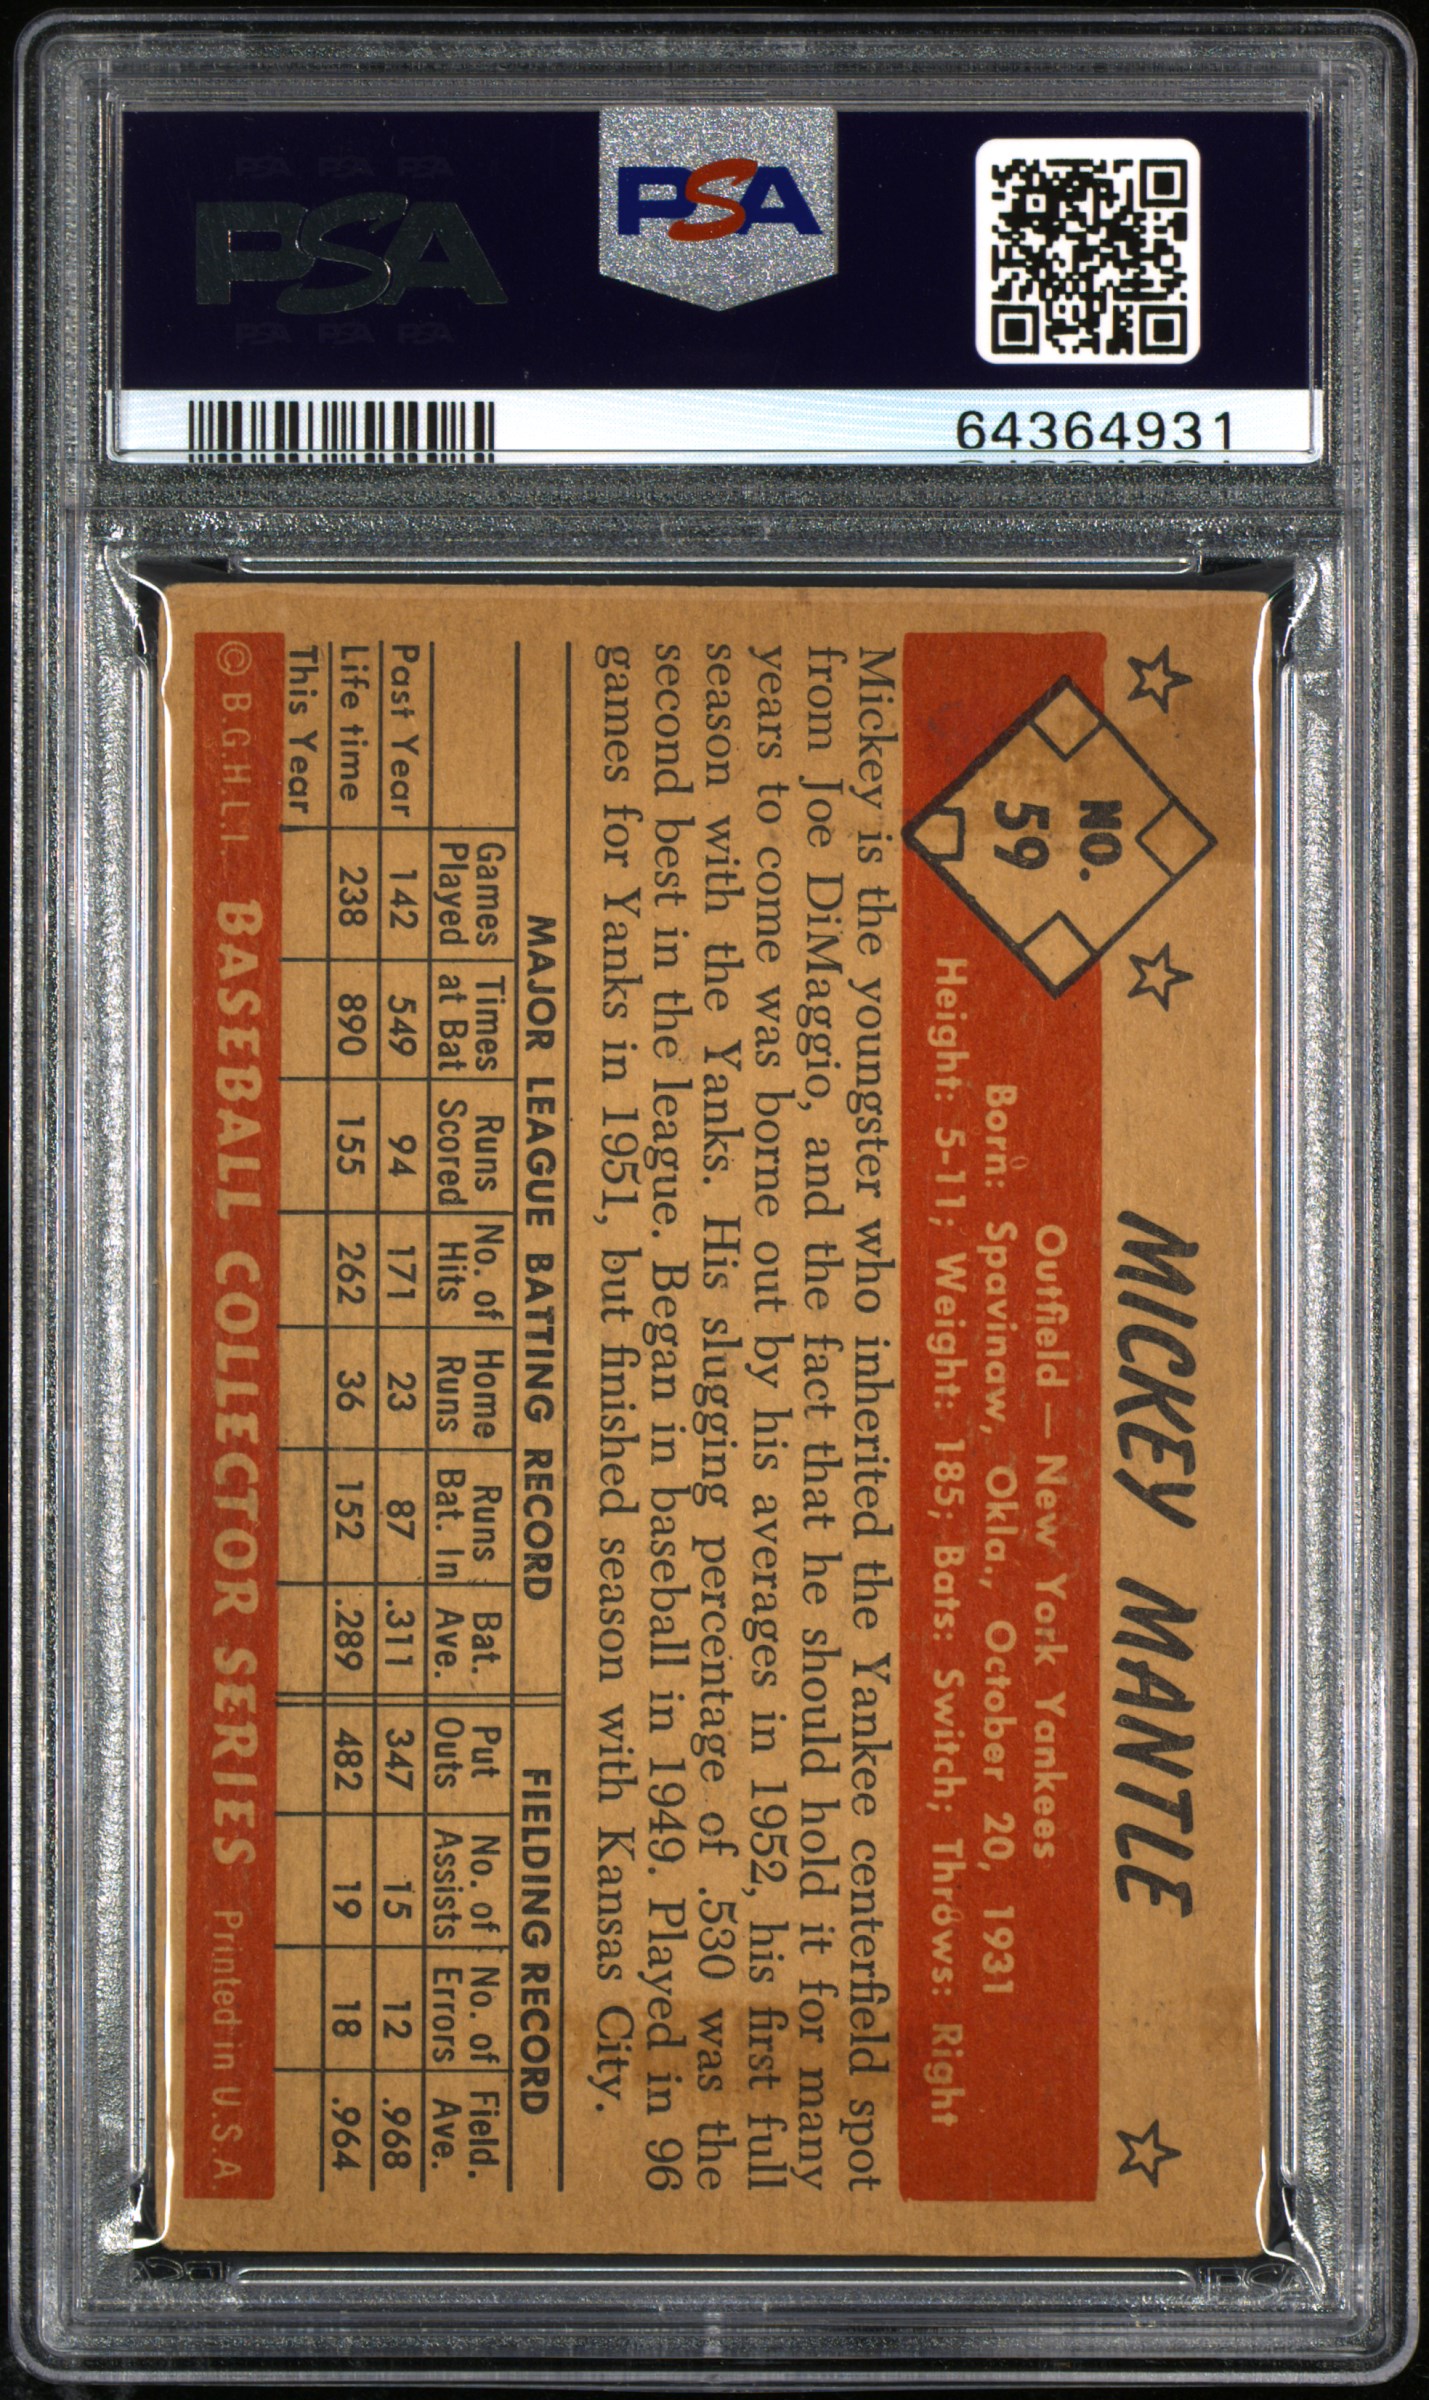 PSA
PSA
64364931
MICKEY MANTLE
NO.
59
Outfield — New York Yankees
Born: Spavinaw, Okla., October 20, 1931
Height: 5-11; Weight: 185; Bats: Switch; Throws: Right
Mickey is the youngster who inherited the Yankee centerfield spot
from Joe DiMaggio, and the fact that he should hold it for many
years to come was borne out by his averages in 1952, his first full
season with the Yanks. His slugging percentage of .530 was the
second best in the league. Began in baseball in 1949. Played in 96
games for Yanks in 1951, but finished season with Kansas City.
MAJOR LEAGUE BATTING RECORD FIELDING RECORD
Games Times Runs No. of Home Runs Bat. Put No. of No. of Field.
Played at Bat Scored Hits Runs Bat. In Ave. Outs Assists Errors Ave.
Past Year 142 549 94 171 23 87 .311 347 15 12 .968
Life time 238 890 155 262 36 152 .289 482 19 18 .964
This Year
© B.G.H.L.I. BASEBALL COLLECTOR SERIES Printed in U.S.A.